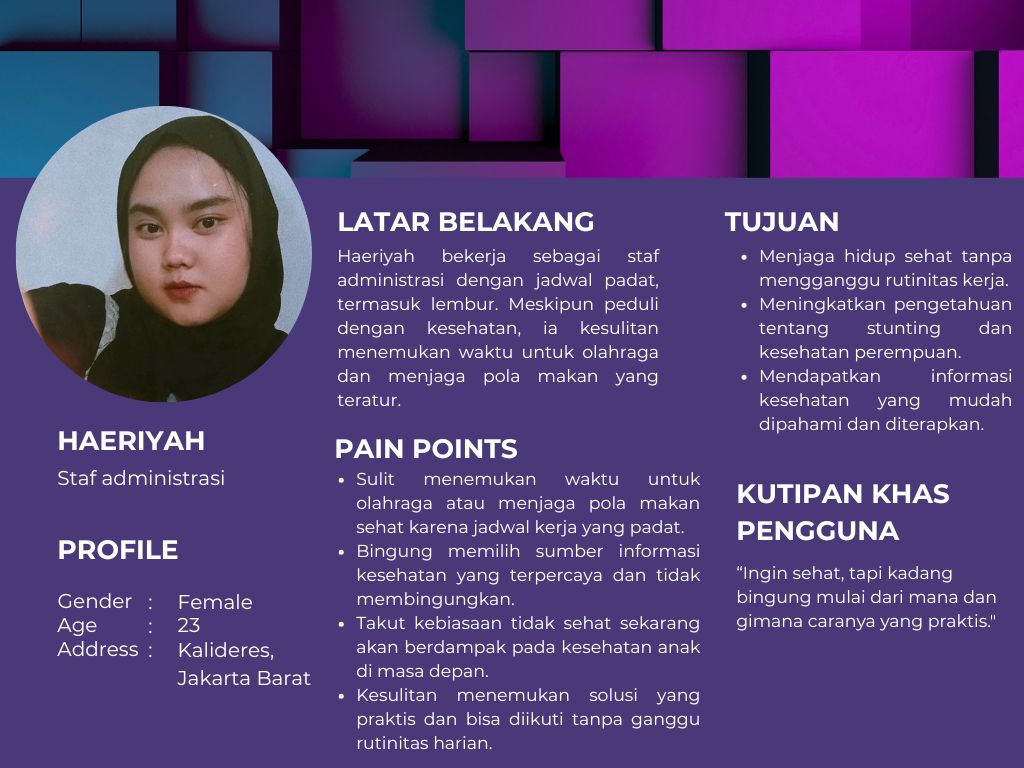 HAERIYAH
Staf administrasi
PROFILE
Gender : Female
Age : 23
Address : Kalideres,
Jakarta Barat
LATAR BELAKANG
Haeriyah bekerja sebagai staf
administrasi dengan jadwal padat,
termasuk lembur. Meskipun peduli
dengan kesehatan, ia kesulitan
menemukan waktu untuk olahraga
dan menjaga pola makan yang
teratur.
PAIN POINTS
• Sulit menemukan waktu untuk
olahraga atau menjaga pola makan
sehat karena jadwal kerja yang padat.
• Bingung memilih sumber informasi
kesehatan yang terpercaya dan tidak
membingungkan.
• Takut kebiasaan tidak sehat sekarang
akan berdampak pada kesehatan anak
di masa depan.
• Kesulitan menemukan solusi yang
praktis dan bisa diikuti tanpa ganggu
rutinitas harian.
TUJUAN
• Menjaga hidup sehat tanpa
mengganggu rutinitas kerja.
• Meningkatkan pengetahuan
tentang stunting dan
kesehatan perempuan.
• Mendapatkan informasi
kesehatan yang mudah
dipahami dan diterapkan.
KUTIPAN KHAS
PENGGUNA
“Ingin sehat, tapi kadang
bingung mulai dari mana dan
gimana caranya yang praktis."